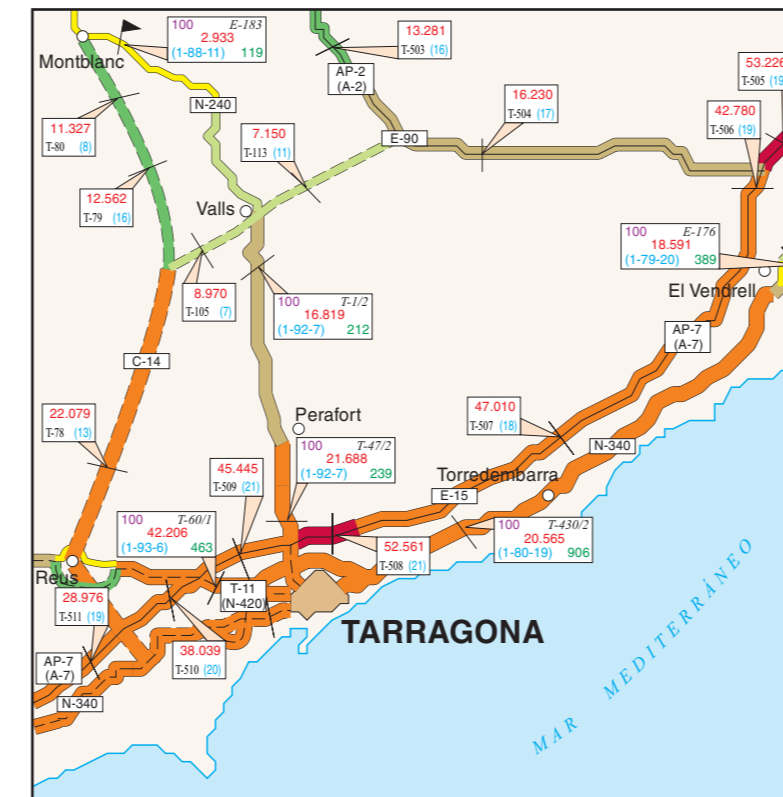 100 E-183
2.933
(1-88-11) 119
Montblanc
13.281
T-503 (16)
53.226
T-505 (19
AP-2
(A-2)
16.230
T-504 (17)
42.780
T-506 (19)
N-240
11.327
T-80 (8)
7.150
T-113 (11)
E-90
12.562
T-79 (16)
Valls
100 E-176
18.591
(1-79-20) 389
8.970
T-105 (7)
El Vendrell
100 T-1/2
16.819
(1-92-7) 212
AP-7
(A-7)
C-14
22.079
T-78 (13)
Perafort
47.010
T-507 (18)
100 T-47/2
21.688
(1-92-7) 239
N-340
45.445
T-509 (21)
Torredembarra
E-15
100 T-60/1
42.206
(1-93-6) 463
100 T-430/2
20.565
(1-80-19) 906
52.561
T-508 (21)
Reus
28.976
T-511 (19)
T-11
(N-420)
TARRAGONA
38.039
T-510 (20)
AP-7
(A-7)
N-340
MAR MEDITERRÁNEO